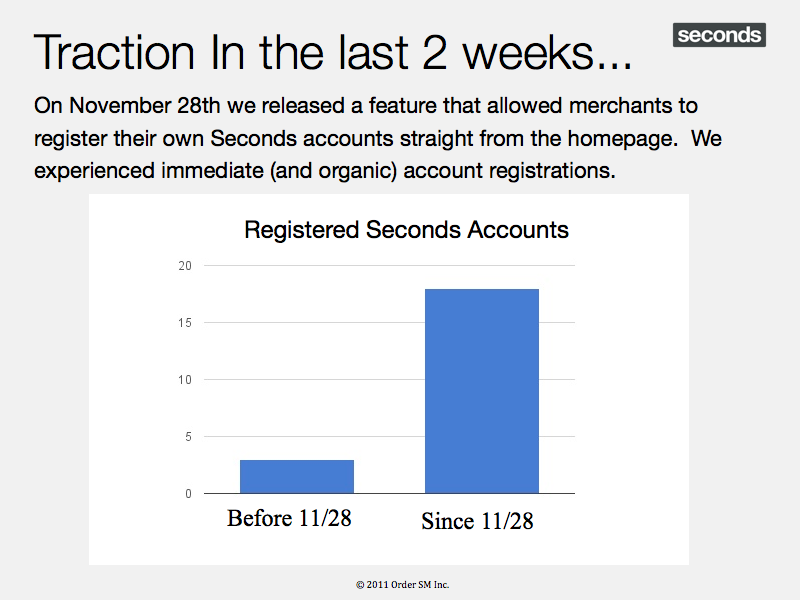 Traction In the last 2 weeks...
seconds
On November 28th we released a feature that allowed merchants to
register their own Seconds accounts straight from the homepage.  We
experienced immediate (and organic) account registrations.
Registered Seconds Accounts
20
15
10
5
0
Before 11/28
Since 11/28
© 2011 Order SM Inc.